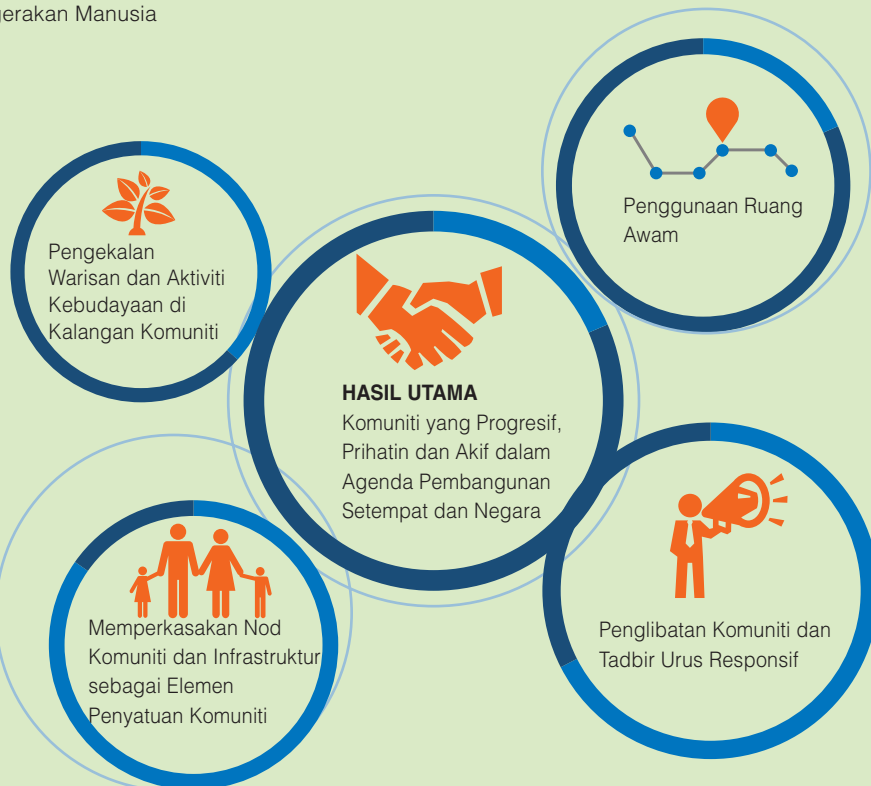 Manusia
Pengekalan
Warisan dan Aktiviti
Kebudayaan di
Kalangan Komuniti
Penggunaan Ruang
Awam
HASIL UTAMA
Komuniti yang Progresif,
Prihatin dan Akif dalam
Agenda Pembangunan
Setempat dan Negara
Memperkasakan Nod
Komuniti dan Infrastruktur
sebagai Elemen
Penyatuan Komuniti
Penglibatan Komuniti dan
Tadbir Urus Responsif